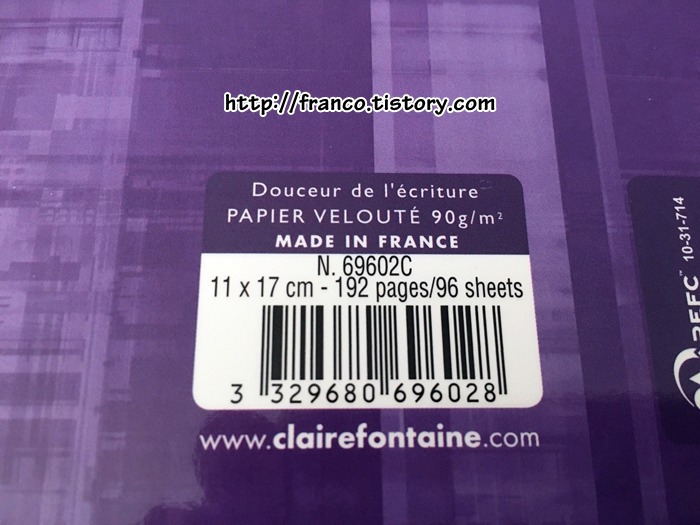 http://franco.tistory.com
Douceur de l'écriture
PAPIER VELOUTÉ 90g/m²
MADE IN FRANCE
N. 69602C
11 x 17 cm - 192 pages/96 sheets
3 329680 696028
www.clairefontaine.com
PEFC™ 10-31-714